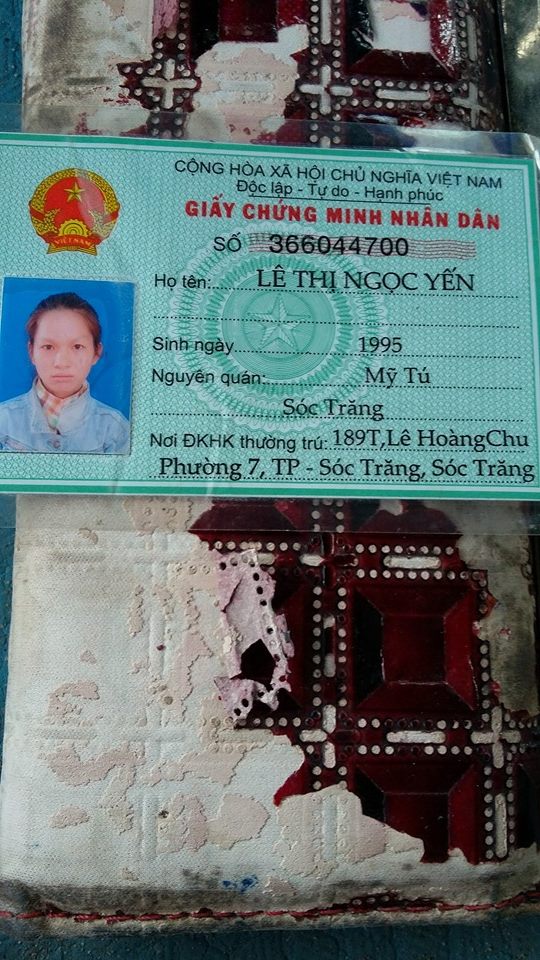 CỘNG HÒA XÃ HỘI CHỦ NGHĨA VIỆT NAM
Độc lập - Tự do - Hạnh phúc
GIẤY CHỨNG MINH NHÂN DÂN
SỐ 366044700
Họ tên: LÊ THỊ NGỌC YẾN
Sinh ngày 1995
Nguyên quán: Mỹ Tú
Sóc Trăng
Nơi ĐKHK thường trú: 189T,Lê HoàngChu
Phường 7, TP - Sóc Trăng, Sóc Trăng
VIỆT NAM